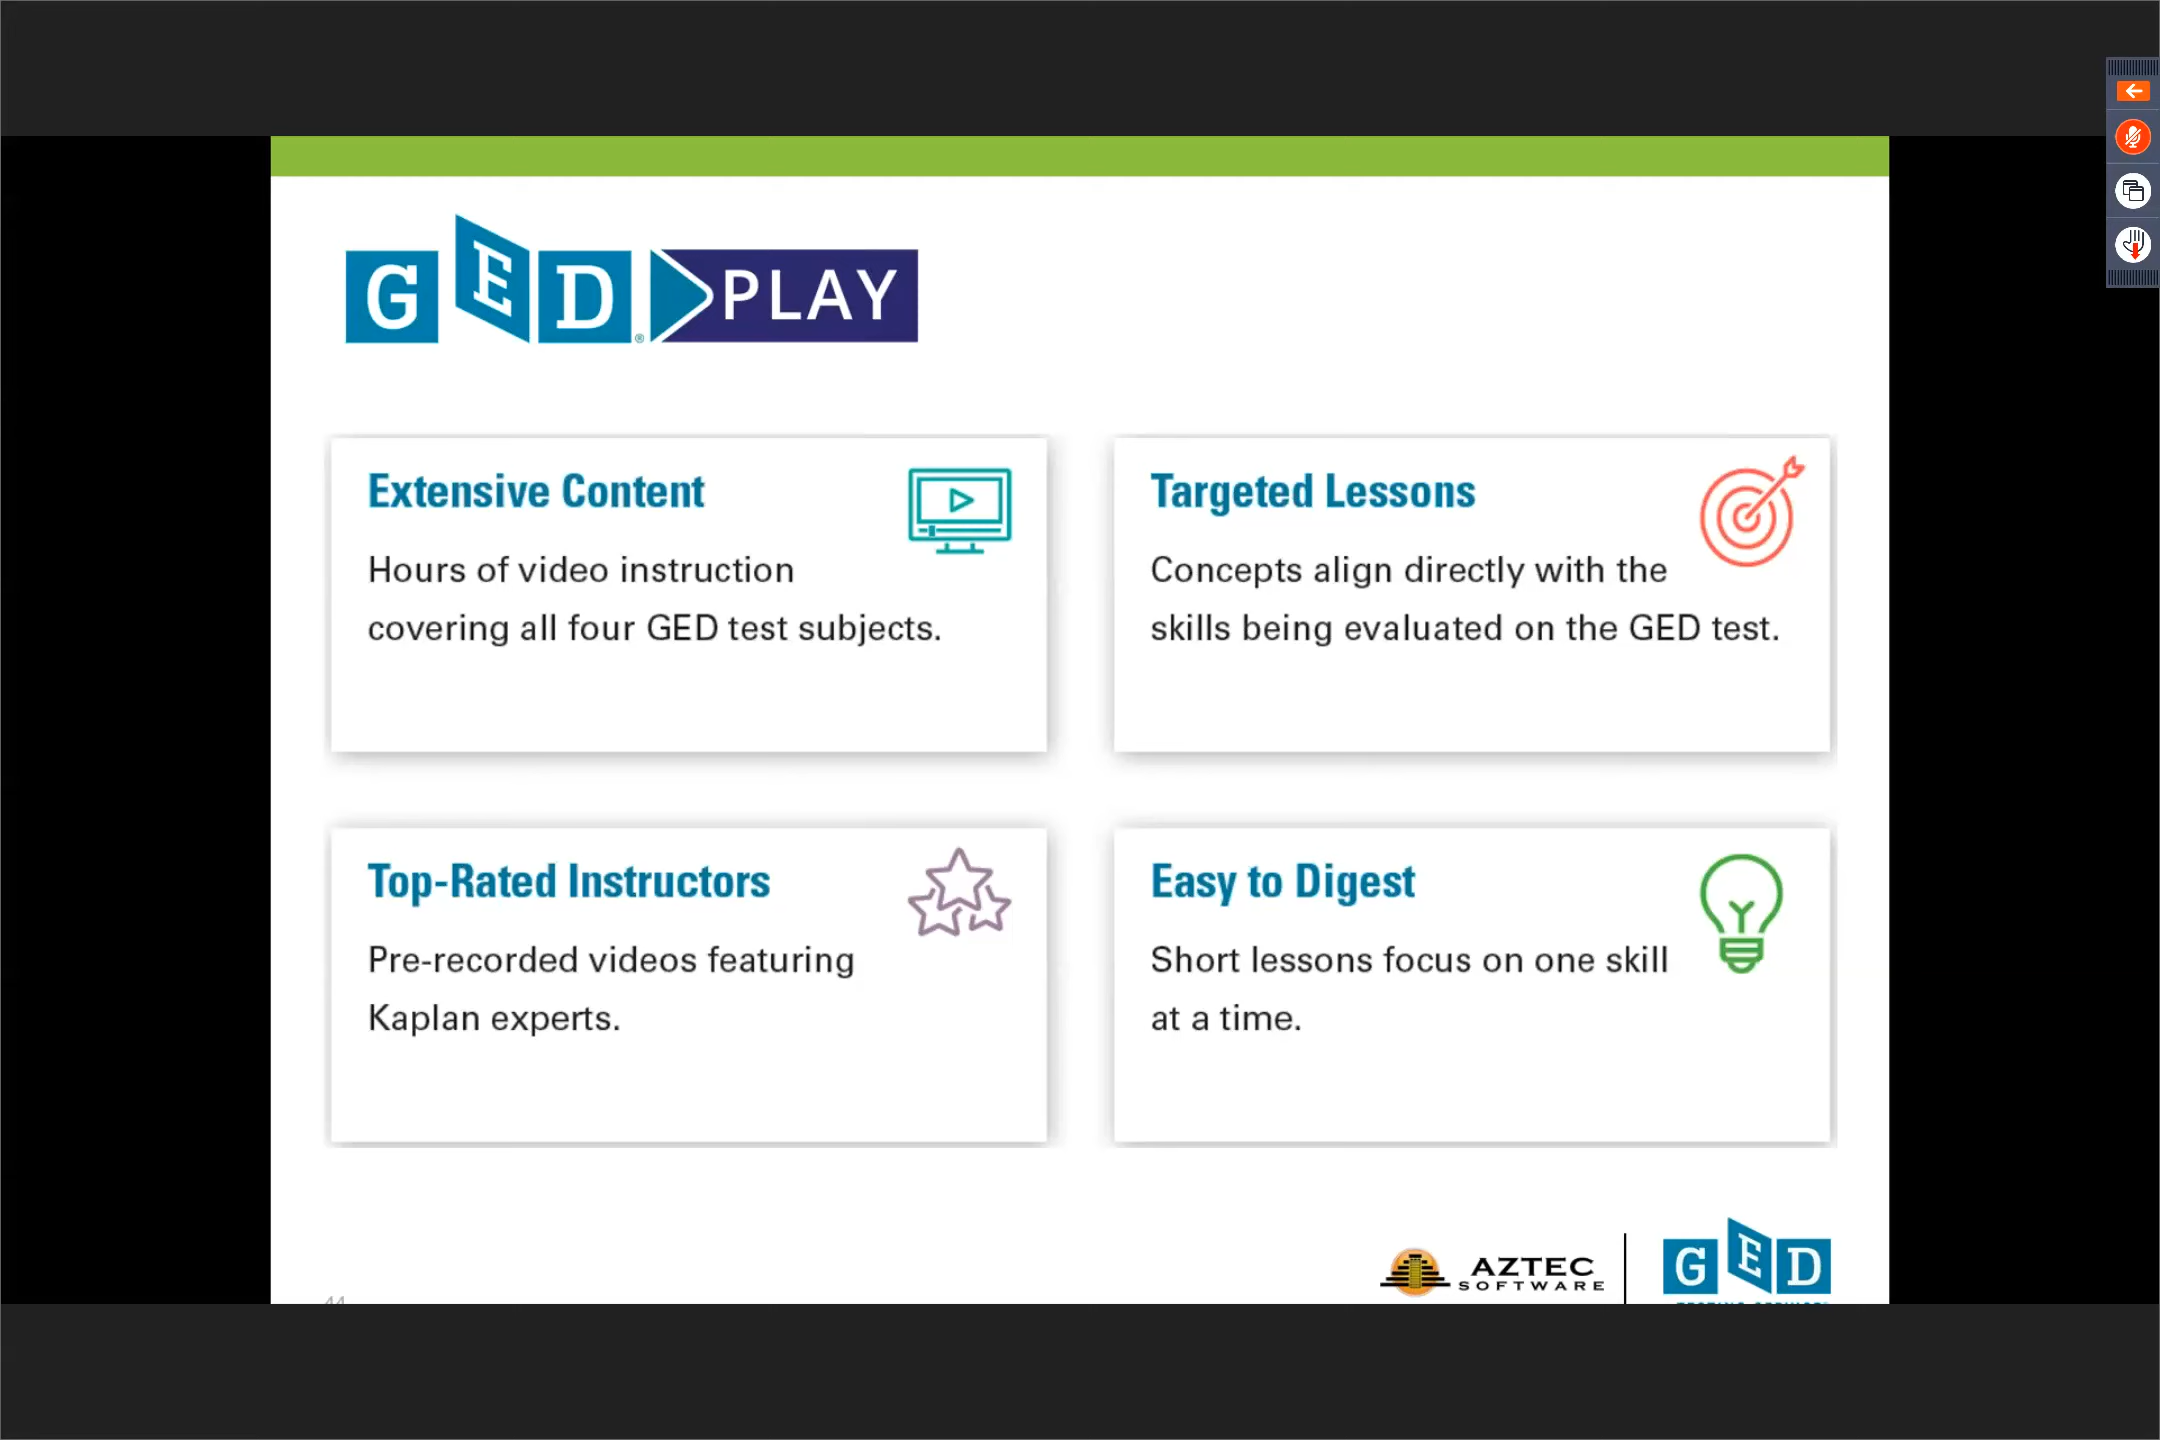 GED® PLAY
Extensive Content
Hours of video instruction
covering all four GED test subjects.
Targeted Lessons
Concepts align directly with the
skills being evaluated on the GED test.
Top-Rated Instructors
Pre-recorded videos featuring
Kaplan experts.
Easy to Digest
Short lessons focus on one skill
at a time.
44
AZTEC
SOFTWARE
GED